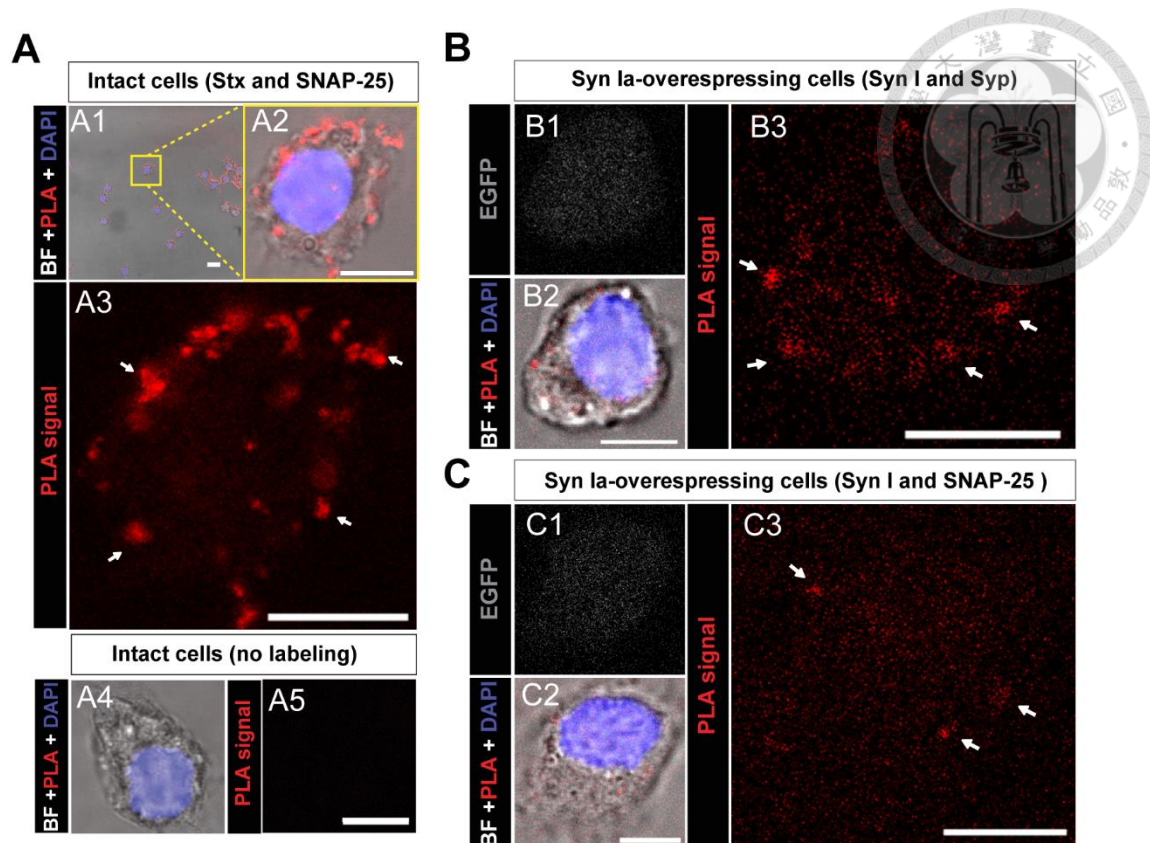 A
Intact cells (Stx and SNAP-25)
BF +PLA + DAPI
A1
A2
PLA signal
A3
Intact cells (no labeling)
BF +PLA + DAPI
A4
PLA signal
A5
B
Syn Ia-overespressing cells (Syn I and Syp)
EGFP
B1
BF +PLA + DAPI
B2
PLA signal
B3
C
Syn Ia-overespressing cells (Syn I and SNAP-25 )
EGFP
C1
BF +PLA + DAPI
C2
PLA signal
C3